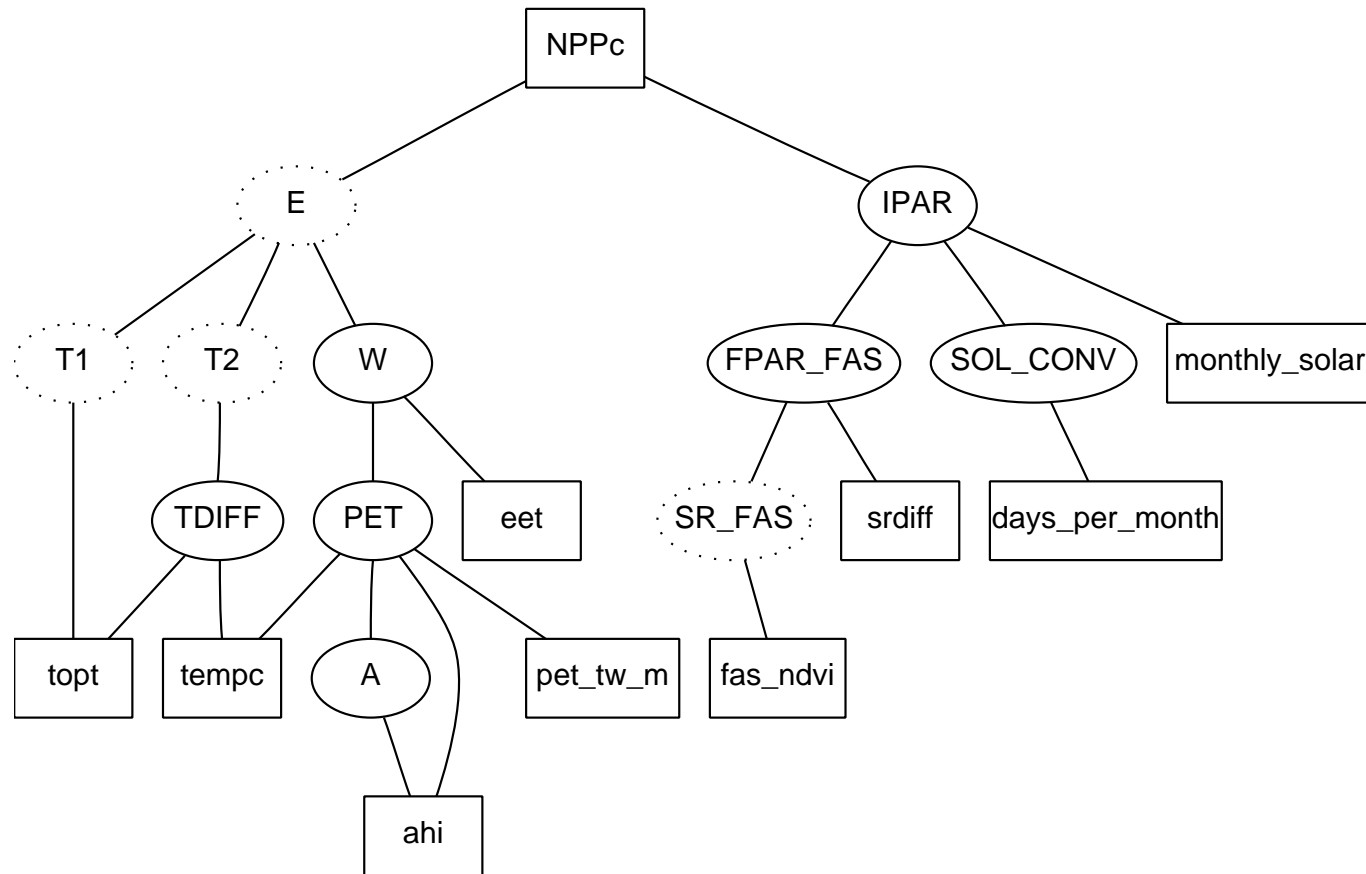 NPPc
E
IPAR
T1
T2
W
FPAR_FAS
SOL_CONV
monthly_solar
TDIFF
PET
eet
SR_FAS
srdiff
days_per_month
topt
tempc
A
pet_tw_m
fas_ndvi
ahi